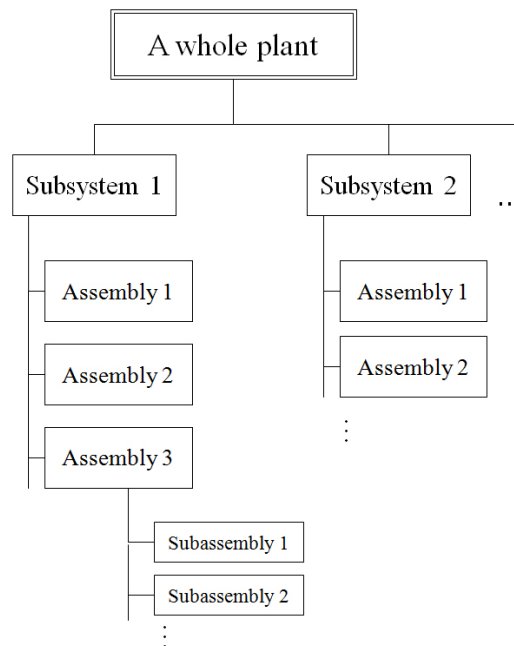 A whole plant
Subsystem 1
Subsystem 2
..
Assembly 1
Assembly 2
Assembly 3
Subassembly 1
Subassembly 2
⋮
Assembly 1
Assembly 2
⋮